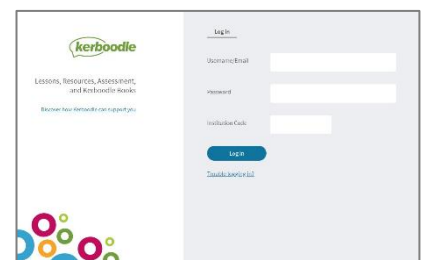 kerboodle
Lessons, Resources, Assessment,
and Kerboodle Books
Discover how Kerboodle can support you
Log in
Username/Email
Password
Institution Code
Log in
Trouble logging in?